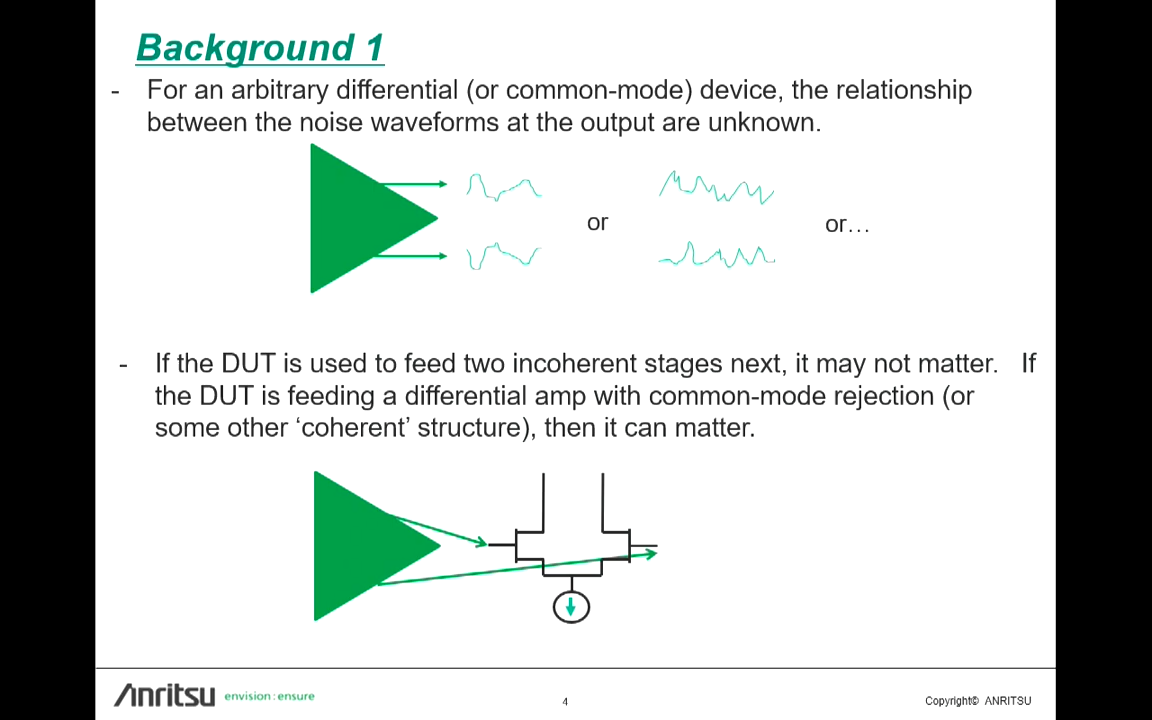 Background 1
- For an arbitrary differential (or common-mode) device, the relationship
between the noise waveforms at the output are unknown.
or
or…
- If the DUT is used to feed two incoherent stages next, it may not matter. If
the DUT is feeding a differential amp with common-mode rejection (or
some other ‘coherent’ structure), then it can matter.
Anritsu envision : ensure
4
Copyright© ANRITSU